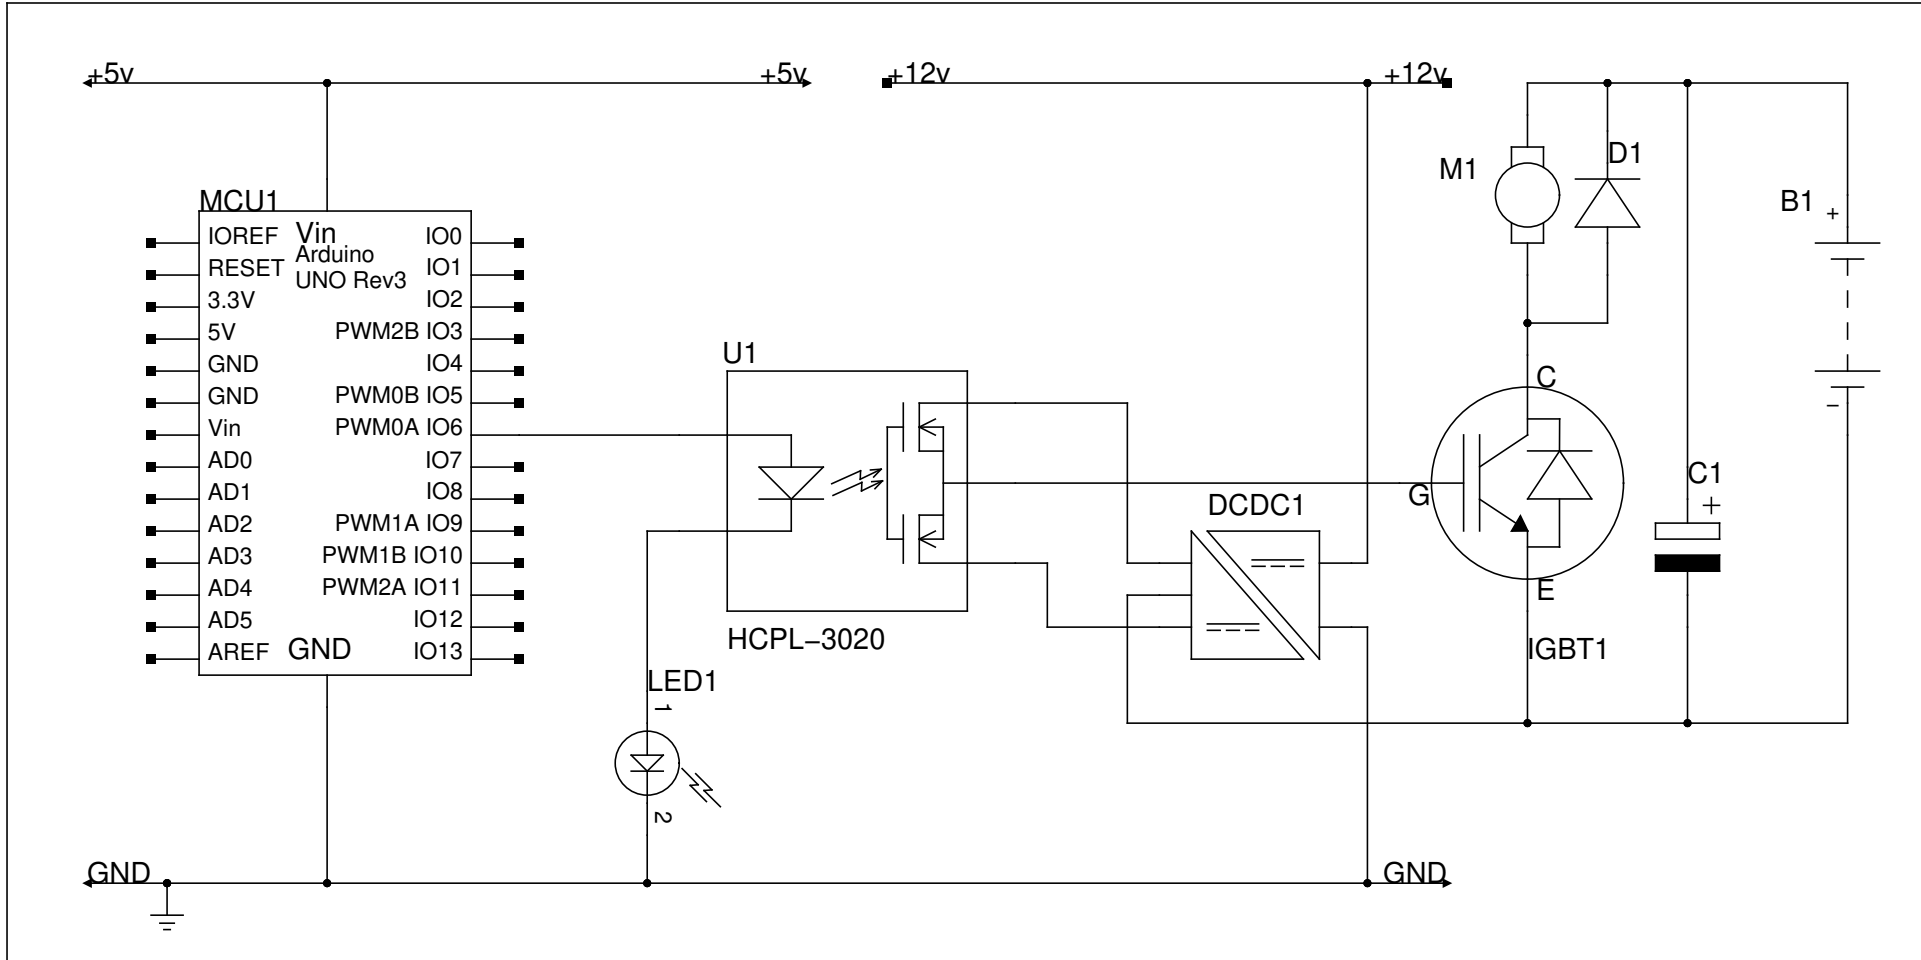 +5v
+5v
+12v
+12v
MCU1
IOREF
RESET
3.3V
5V
GND
GND
Vin
AD0
AD1
AD2
AD3
AD4
AD5
AREF
Vin
Arduino
UNO Rev3
GND
IO0
IO1
IO2
PWM2B IO3
IO4
PWM0B IO5
PWM0A IO6
IO7
IO8
PWM1A IO9
PWM1B IO10
PWM2A IO11
IO12
IO13
U1
HCPL−3020
LED1
1
2
DCDC1
M1
D1
B1
+
−
C
G
E
IGBT1
C1
+
GND
GND